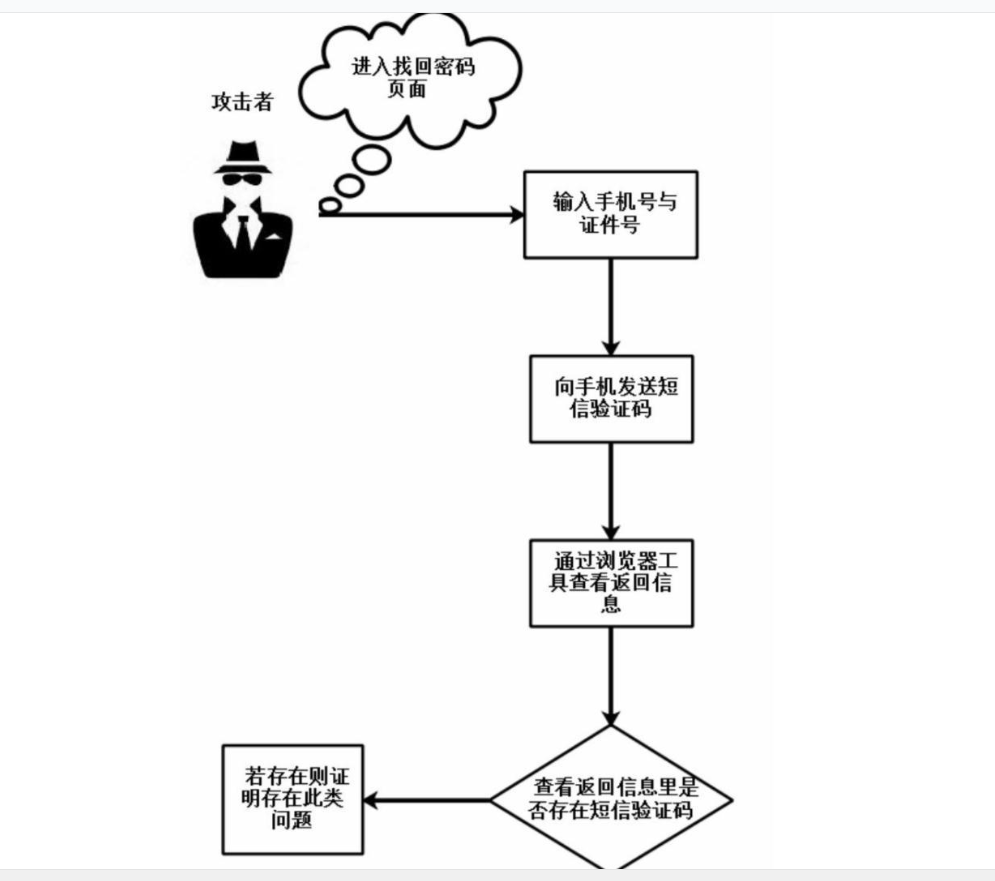 进入找回密码
页面
攻击者
输入手机号与
证件号
向手机发送短
信验证码
通过浏览器工
具查看返回信
息
查看返回信息里是
否存在短信验证码
若存在则证
明存在此类
问题